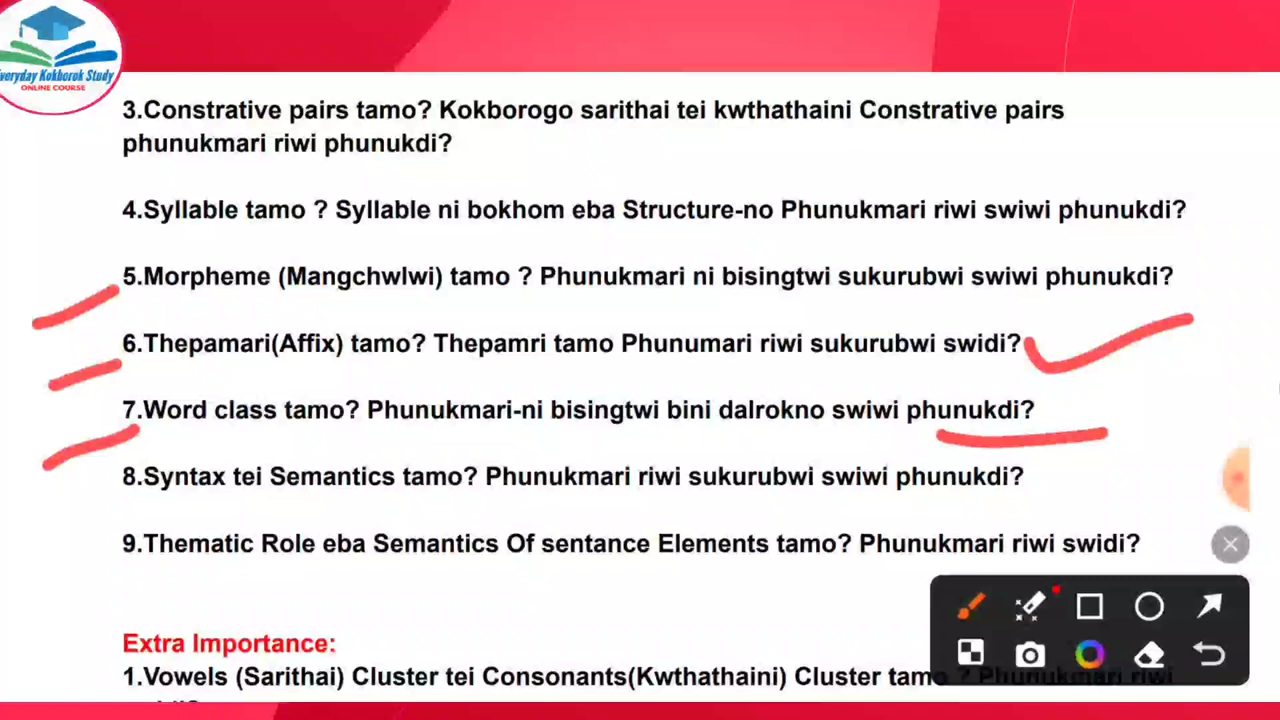 Everyday Kokborok Study
ONLINE COURSE
3.Constrative pairs tamo? Kokborogo sarithai tei kwthathaini Constrative pairs
phunukmari riwi phunukdi?
4.Syllable tamo ? Syllable ni bokhom eba Structure-no Phunukmari riwi swiwi phunukdi?
5.Morpheme (Mangchwlwi) tamo ? Phunukmari ni bisingtwi sukurubwi swiwi phunukdi?
6.Thepamari(Affix) tamo? Thepamri tamo Phunumari riwi sukurubwi swidi?
7.Word class tamo? Phunukmari-ni bisingtwi bini dalrokno swiwi phunukdi?
8.Syntax tei Semantics tamo? Phunukmari riwi sukurubwi swiwi phunukdi?
9.Thematic Role eba Semantics Of sentance Elements tamo? Phunukmari riwi swidi?
Extra Importance:
1.Vowels (Sarithai) Cluster tei Consonants(Kwthathaini) Cluster tamo ? Phunukmari riwi